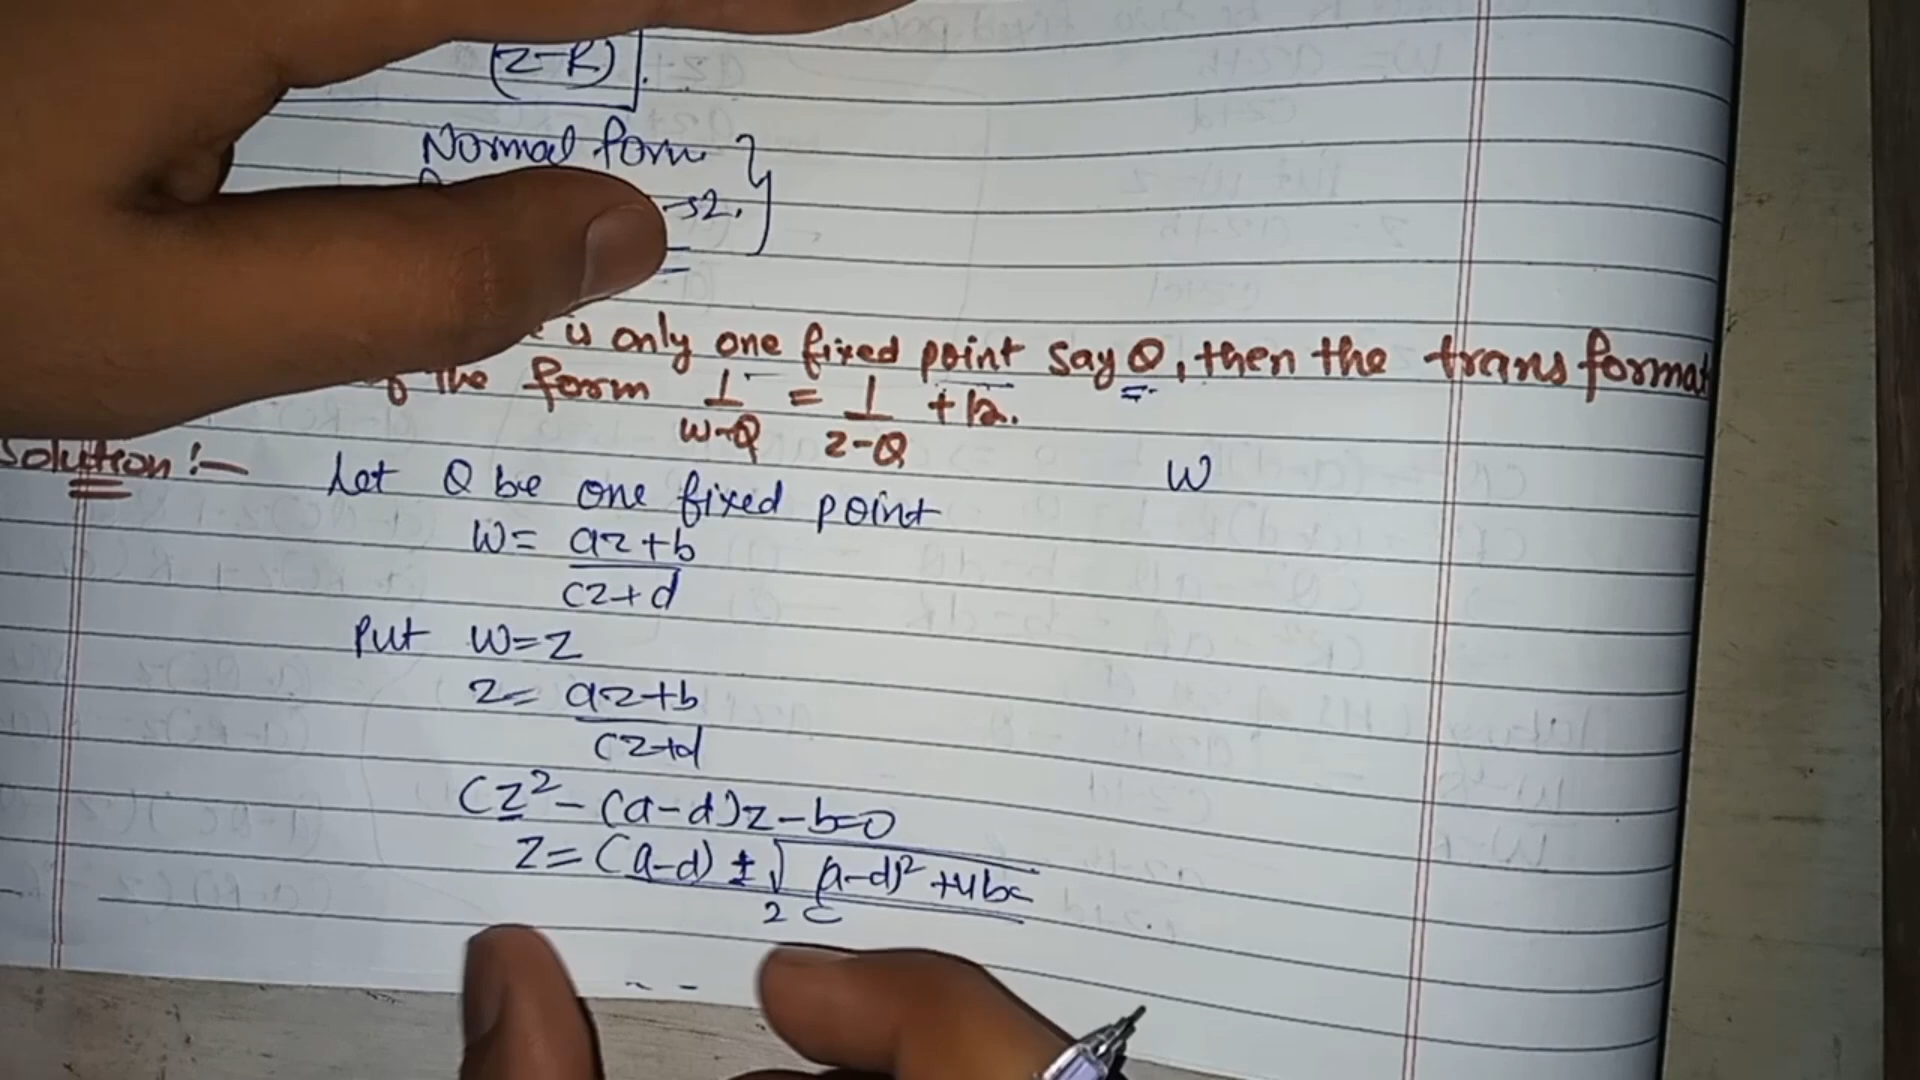 (z-R)
Normal form
-s2.
is only one fixed point say Q, then the transformat
the form 1/(w-Q) = 1/(z-Q) + k.
Solution :-
Let Q be one fixed point
W
W = (az+b)/(cz+d)
Put W=z
z = (az+b)/(cz+d)
Cz² - (a-d)z - b=0
z = ((a-d) ± √((a-d)² + 4bc))/2c